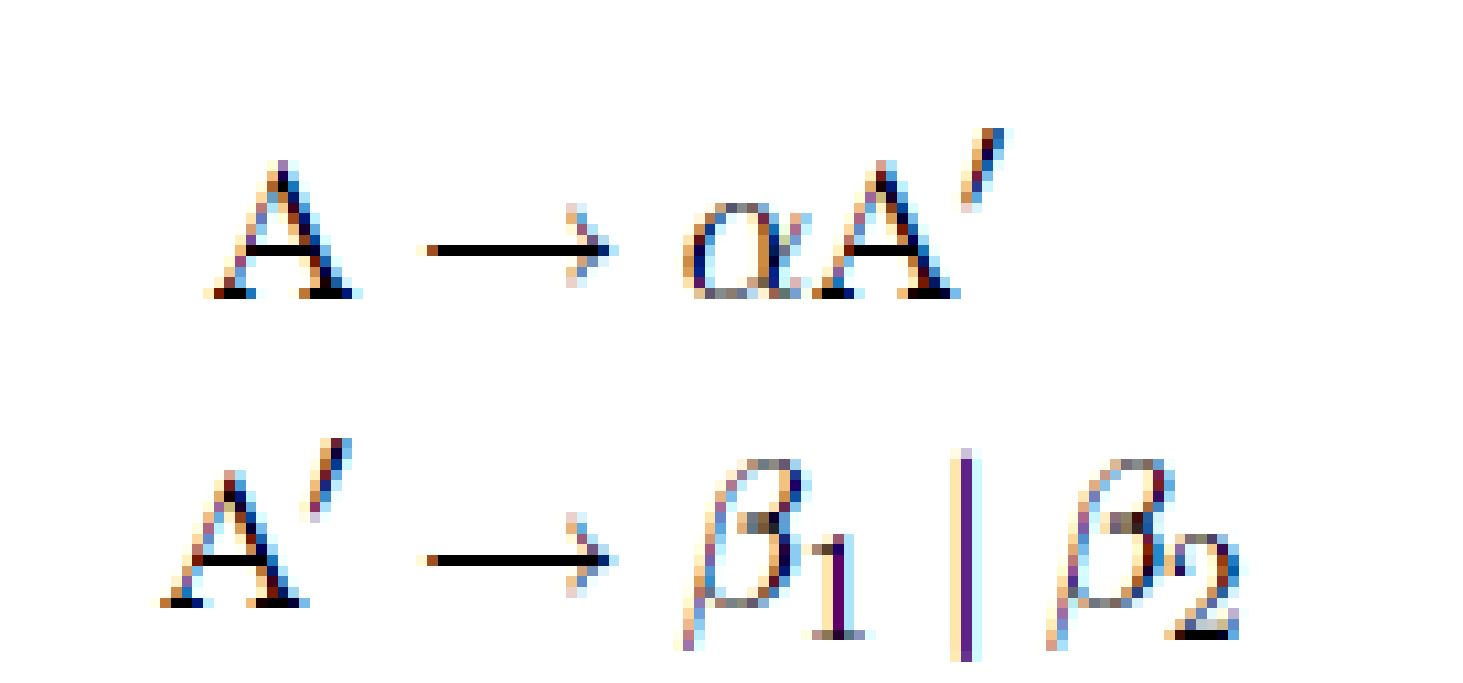 A → αA′
A′ → β₁ | β₂